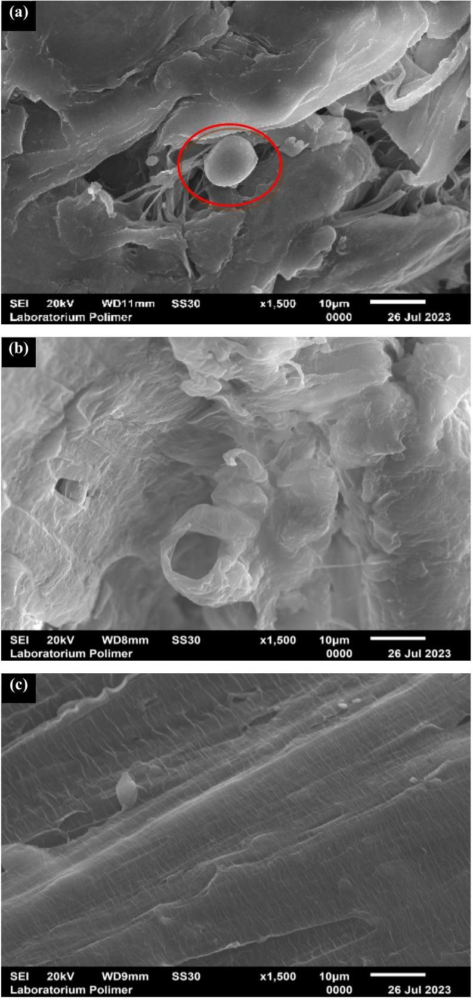 (a)
SEI 20kV WD11mm SS30 x1,500 10µm
Laboratorium Polimer 0000 26 Jul 2023
(b)
SEI 20kV WD8mm SS30 x1,500 10µm
Laboratorium Polimer 0000 26 Jul 2023
(c)
SEI 20kV WD9mm SS30 x1,500 10µm
Laboratorium Polimer 0000 26 Jul 2023